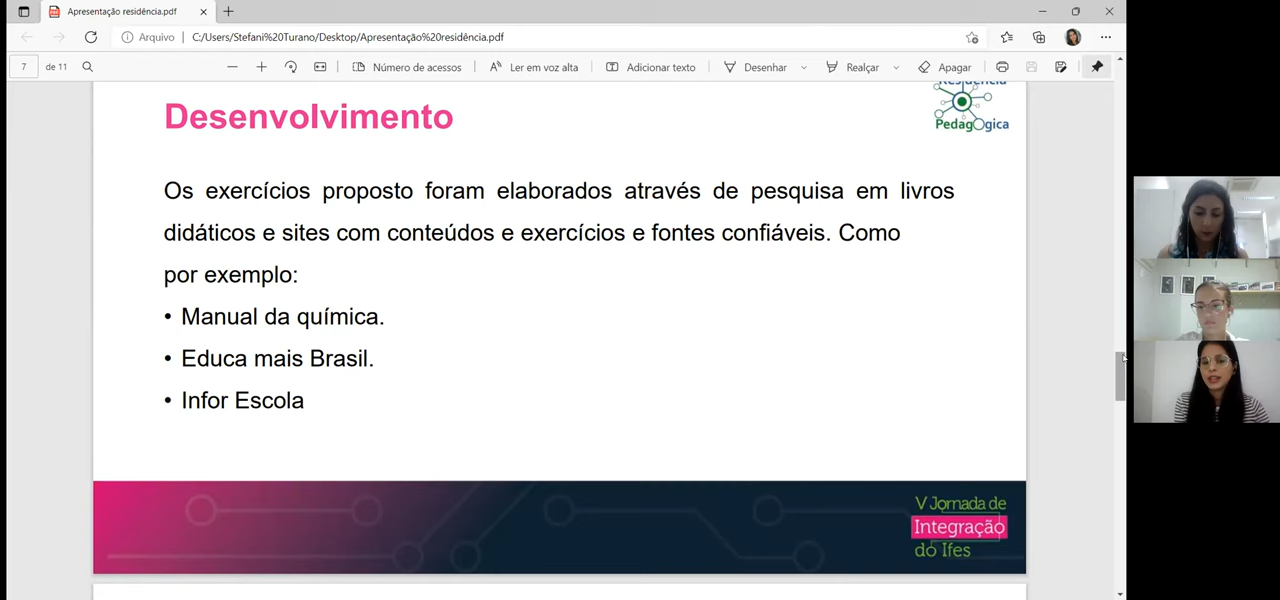 Apresentação residência.pdf
Arquivo
C:/Users/Stefani%20Turano/Desktop/Apresentação%20residência.pdf
7 de 11
Número de acessos
Ler em voz alta
Adicionar texto
Desenhar
Realçar
Apagar
Residência
PedagOgica
Desenvolvimento
Os exercícios proposto foram elaborados através de pesquisa em livros
didáticos e sites com conteúdos e exercícios e fontes confiáveis. Como
por exemplo:
• Manual da química.
• Educa mais Brasil.
• Infor Escola
V Jornada de
Integração
do Ifes